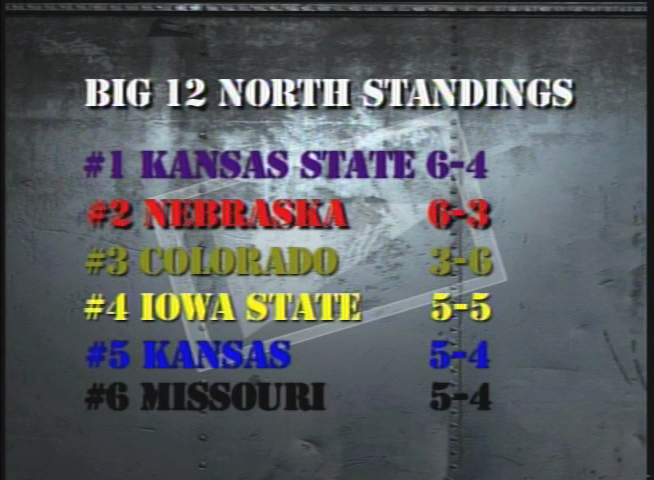 BIG 12 NORTH STANDINGS
#1 KANSAS STATE 6-4
#2 NEBRASKA 6-3
#3 COLORADO 3-6
#4 IOWA STATE 5-5
#5 KANSAS 5-4
#6 MISSOURI 5-4